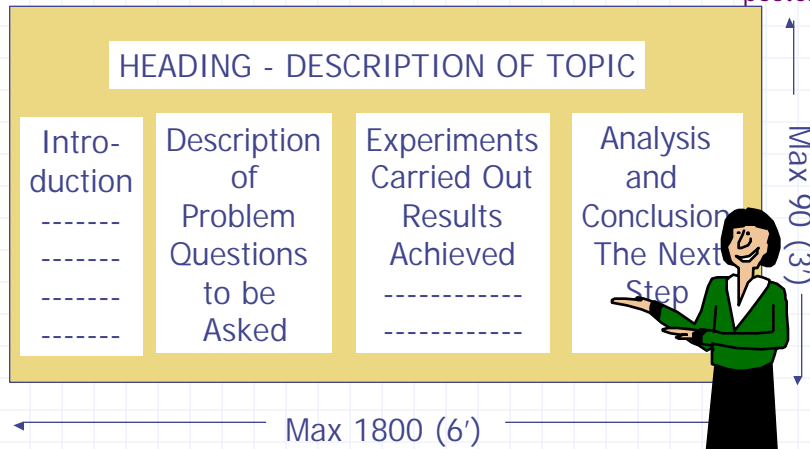 HEADING - DESCRIPTION OF TOPIC
Intro-
duction
-------
-------
-------
-------
Description
of
Problem
Questions
to be
Asked
Experiments
Carried Out
Results
Achieved
------------
------------
Analysis
and
Conclusion
The Next
Step
Max 90 (3')
Max 1800 (6')